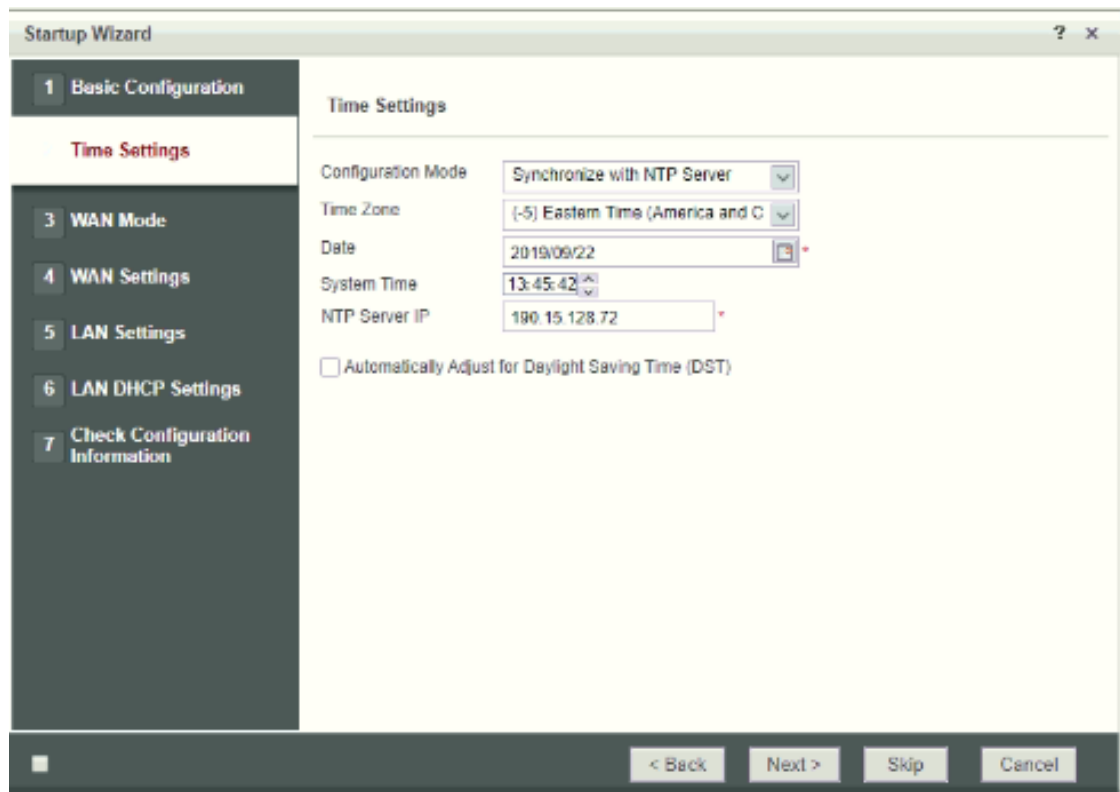 Startup Wizard
? x
1 Basic Configuration
Time Settings
3 WAN Mode
4 WAN Settings
5 LAN Settings
6 LAN DHCP Settings
7 Check Configuration
Information
Time Settings
Configuration Mode Synchronize with NTP Server
Time Zone (-5) Eastern Time (America and C
Date 2019/09/22 *
System Time 13:45:42
NTP Server IP 190.15.128.72 *
Automatically Adjust for Daylight Saving Time (DST)
< Back Next > Skip Cancel